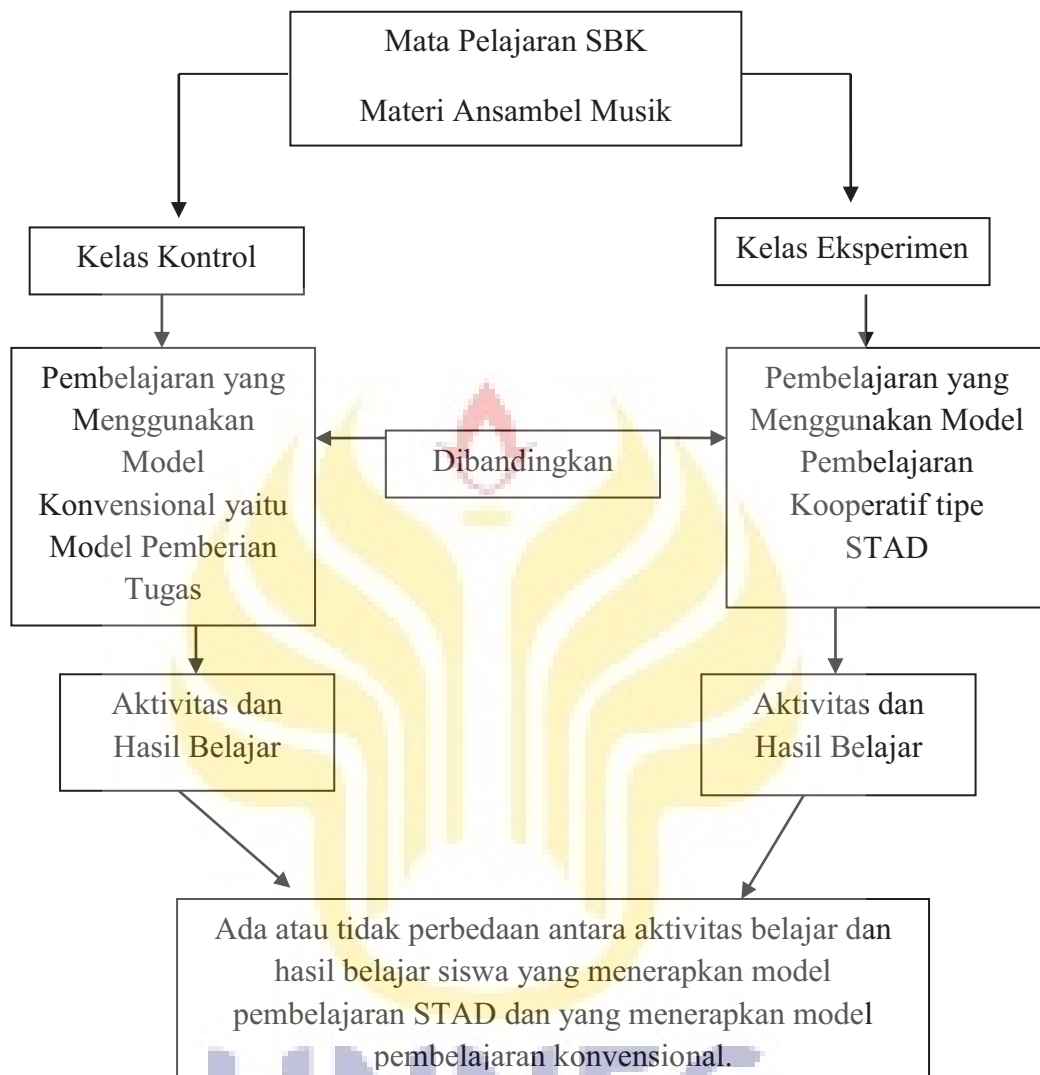 Mata Pelajaran SBK
Materi Ansambel Musik
Kelas Kontrol
Kelas Eksperimen
Pembelajaran yang
Menggunakan
Model
Konvensional yaitu
Model Pemberian
Tugas
Dibandingkan
Pembelajaran yang
Menggunakan Model
Pembelajaran
Kooperatif tipe
STAD
Aktivitas dan
Hasil Belajar
Aktivitas dan
Hasil Belajar
Ada atau tidak perbedaan antara aktivitas belajar dan
hasil belajar siswa yang menerapkan model
pembelajaran STAD dan yang menerapkan model
pembelajaran konvensional.